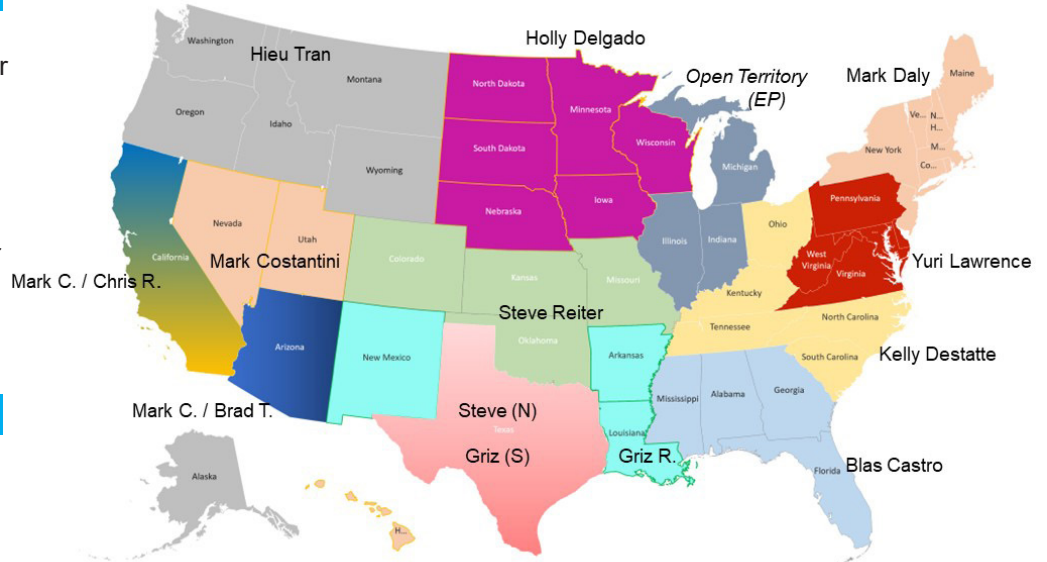 Holly Delgado
Washington
Hieu Tran
r
Montana
North Dakota
Open Territory
(EP)
Mark Daly
Maine
Oregon
Idaho
Minnesota
Ve...
N...
H...
M...
Co...
New York
South Dakota
Wisconsin
Michigan
Wyoming
Nebraska
Iowa
Pennsylvania
Nevada
Utah
Ohio
Illinois
Indiana
California
Mark Costantini
Colorado
Kansas
Missouri
West
Virginia
Virginia
Yuri Lawrence
Mark C. / Chris R.
Kentucky
Steve Reiter
North Carolina
Tennessee
Oklahoma
Arizona
New Mexico
Arkansas
South Carolina
Kelly Destatte
Mississippi
Alabama
Georgia
Mark C. / Brad T.
Steve (N)
Texas
Louisiana
Griz (S)
Griz R.
Florida
Blas Castro
Alaska
H...